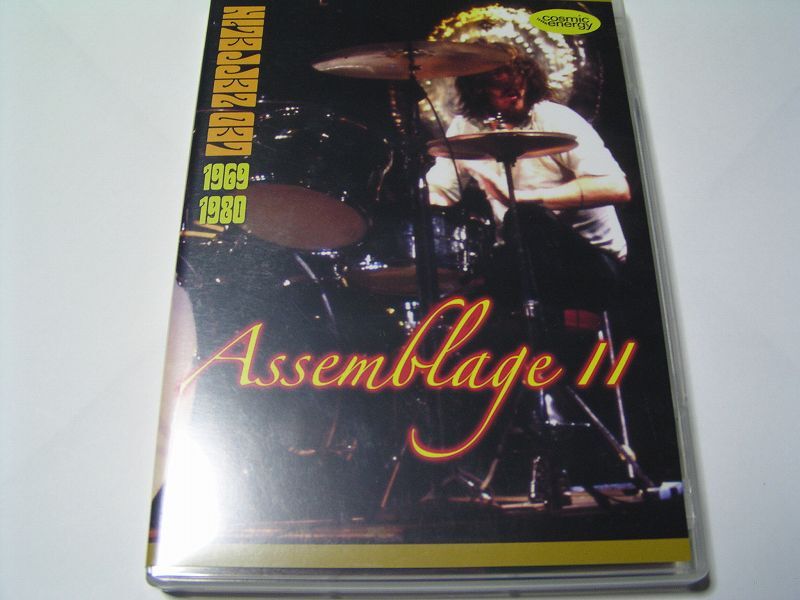 LED ZEPPELIN
1969
1980
cosmic
energy
Assemblage II